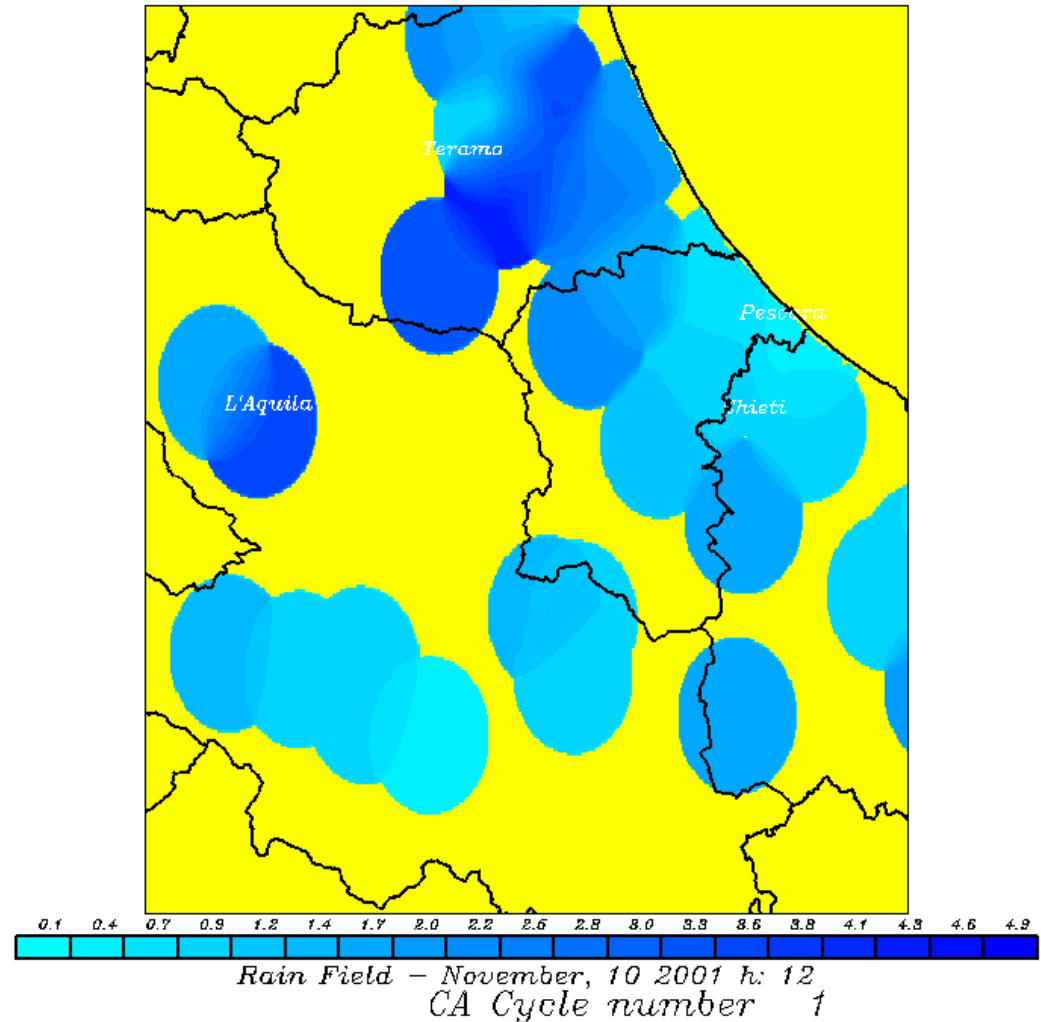 Teramo
Pescara
L'Aquila
Chieti
0.1 0.4 0.7 0.9 1.2 1.4 1.7 2.0 2.2 2.5 2.8 3.0 3.3 3.6 3.8 4.1 4.3 4.6 4.9
Rain Field - November, 10 2001 h: 12
CA Cycle number 1